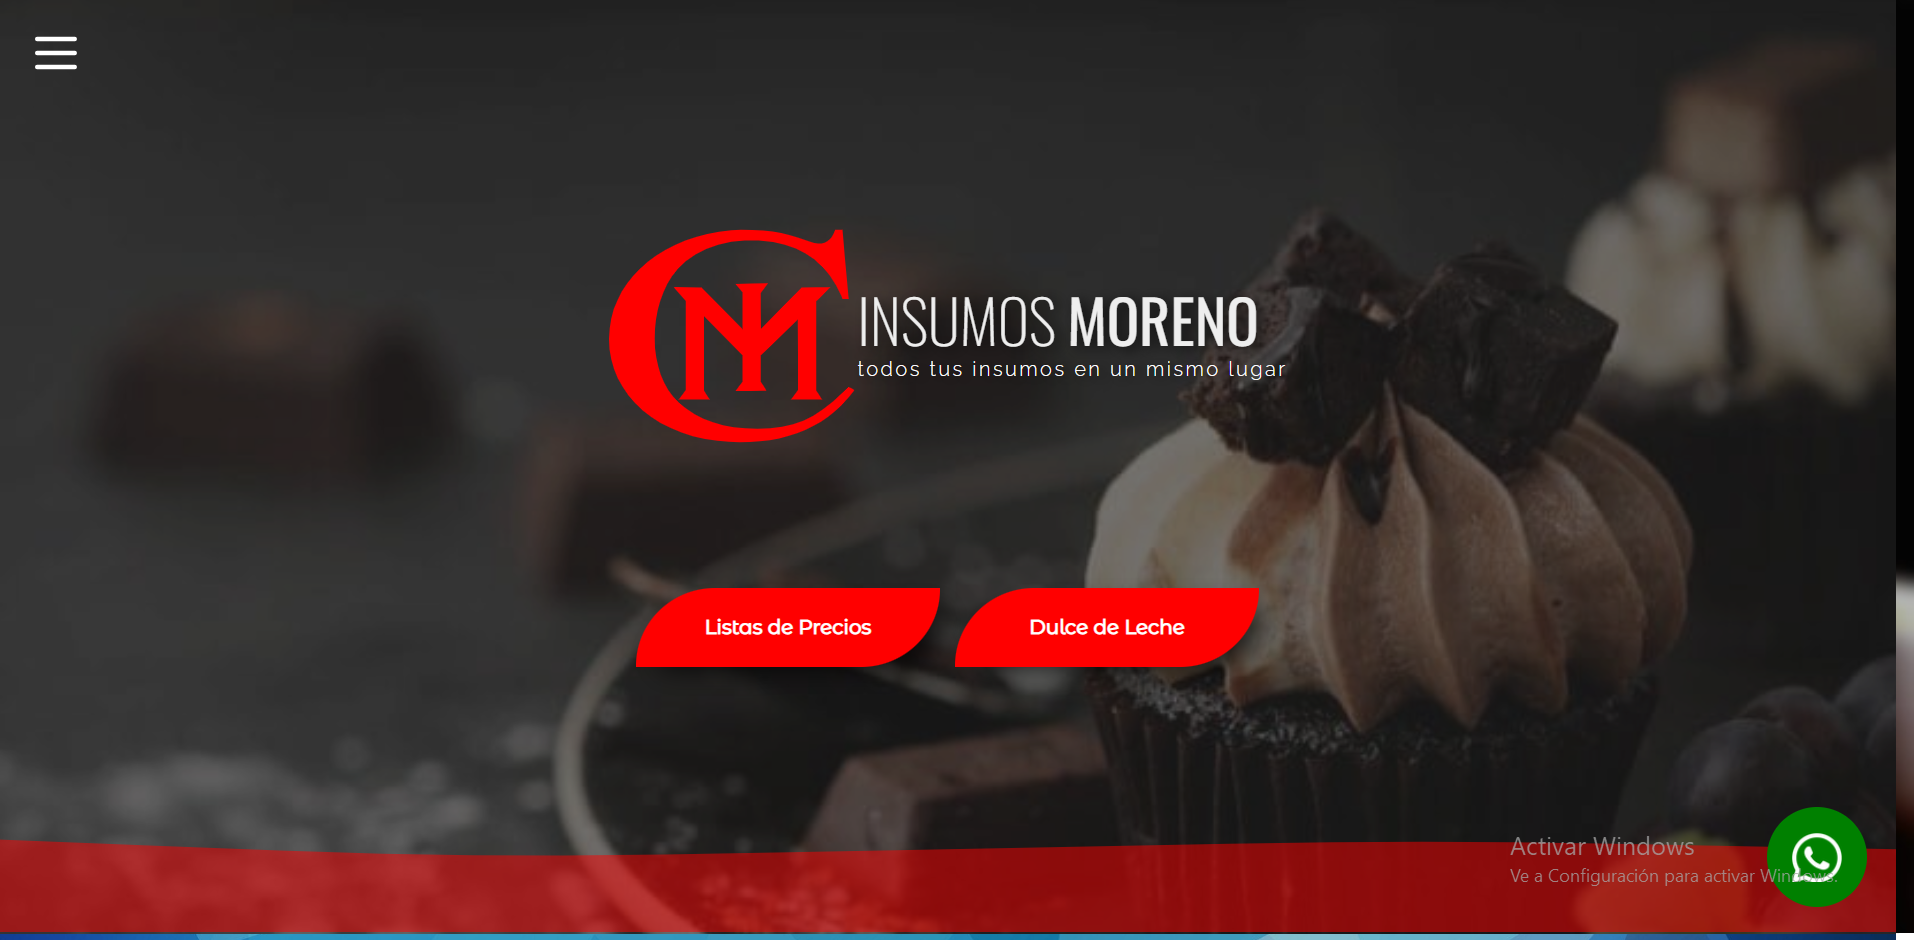 INSUMOS MORENO
todos tus insumos en un mismo lugar
Listas de Precios
Dulce de Leche
Activar Windows
Ve a Configuración para activar Windows.